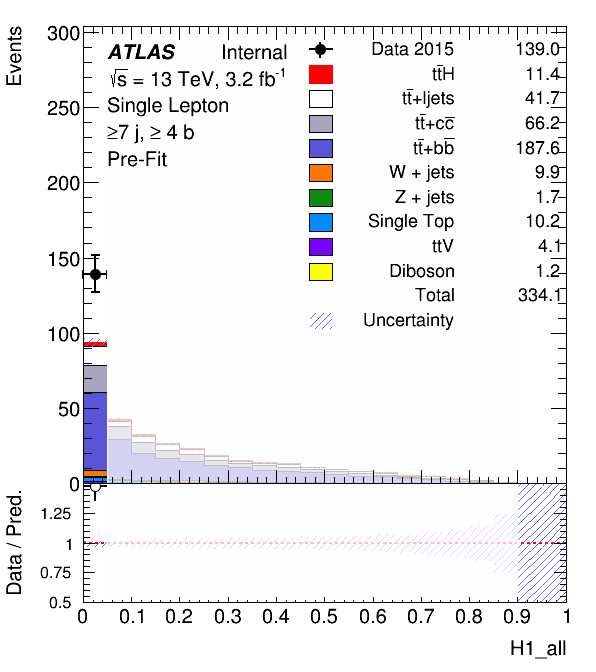 Events
300
250
200
150
100
50
0
ATLAS Internal
√s = 13 TeV, 3.2 fb⁻¹
Single Lepton
≥7 j, ≥ 4 b
Pre-Fit
Data 2015 139.0
tt̄H 11.4
tt̄+ljets 41.7
tt̄+cc̄ 66.2
tt̄+bb̄ 187.6
W + jets 9.9
Z + jets 1.7
Single Top 10.2
ttV 4.1
Diboson 1.2
Total 334.1
Uncertainty
Data / Pred.
1.25
1
0.75
0.5
0 0.1 0.2 0.3 0.4 0.5 0.6 0.7 0.8 0.9 1
H1_all